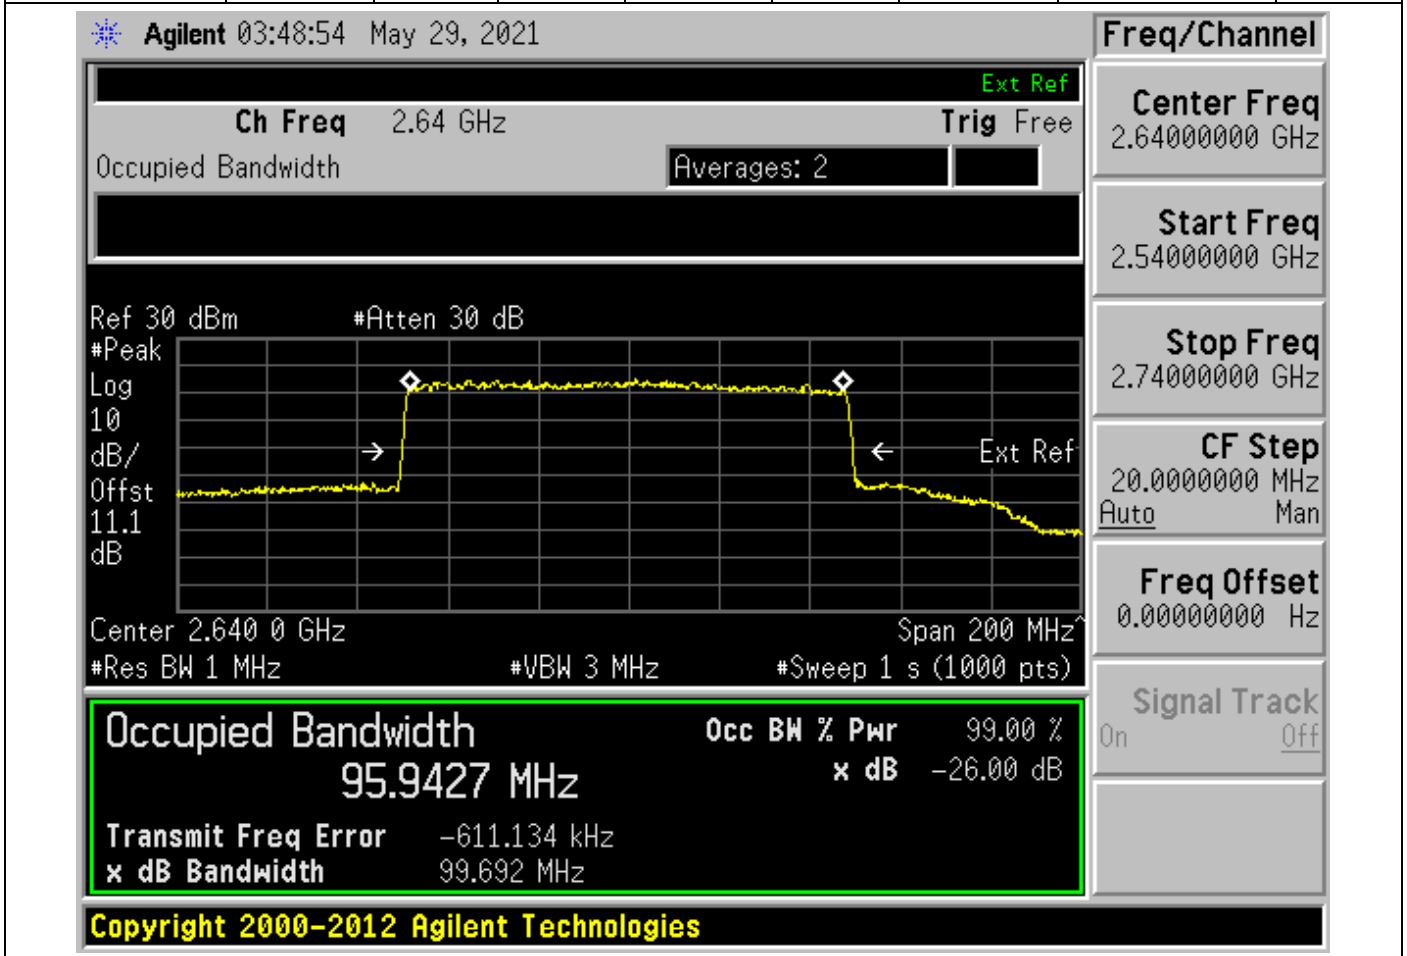 Agilent 03:48:54 May 29, 2021
Freq/Channel
Ext Ref
Ch Freq 2.64 GHz Trig Free
Occupied Bandwidth Averages: 2
Center Freq
2.64000000 GHz
Start Freq
2.54000000 GHz
Stop Freq
2.74000000 GHz
CF Step
20.0000000 MHz
Auto Man
Freq Offset
0.00000000 Hz
Signal Track
On Off
Ref 30 dBm #Atten 30 dB
#Peak
Log
10
dB/
Offst
11.1
dB
Ext Ref
Center 2.640 0 GHz Span 200 MHz^
#Res BW 1 MHz #VBW 3 MHz #Sweep 1 s (1000 pts)
Occupied Bandwidth Occ BW % Pwr 99.00 %
95.9427 MHz x dB -26.00 dB
Transmit Freq Error -611.134 kHz
x dB Bandwidth 99.692 MHz
Copyright 2000-2012 Agilent Technologies